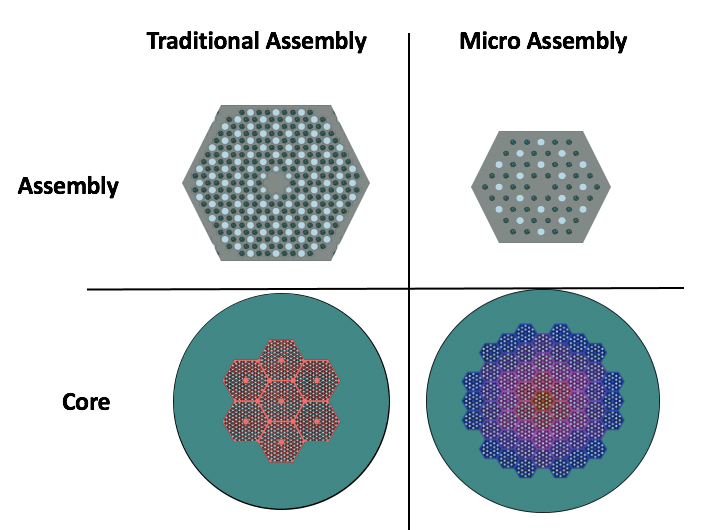 Traditional Assembly
Micro Assembly
Assembly
Core